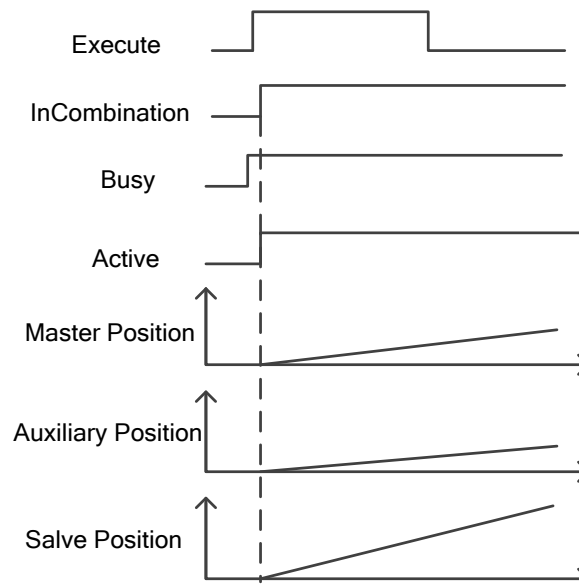 Execute
InCombination
Busy
Active
Master Position
Auxiliary Position
Salve Position